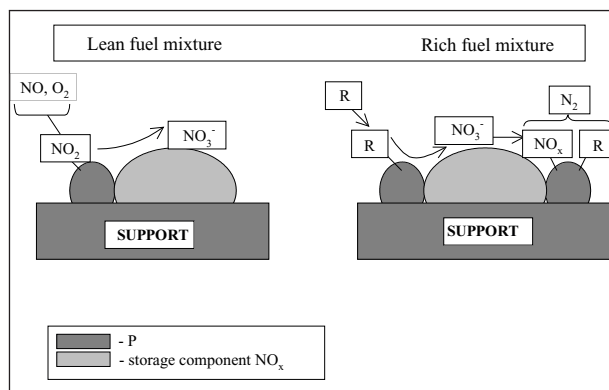 Lean fuel mixture
Rich fuel mixture
NO, O₂
NO₂
NO₃⁻
SUPPORT
R
R
NO₃⁻
N₂
NOₓ
R
SUPPORT
- P
- storage component NOₓ